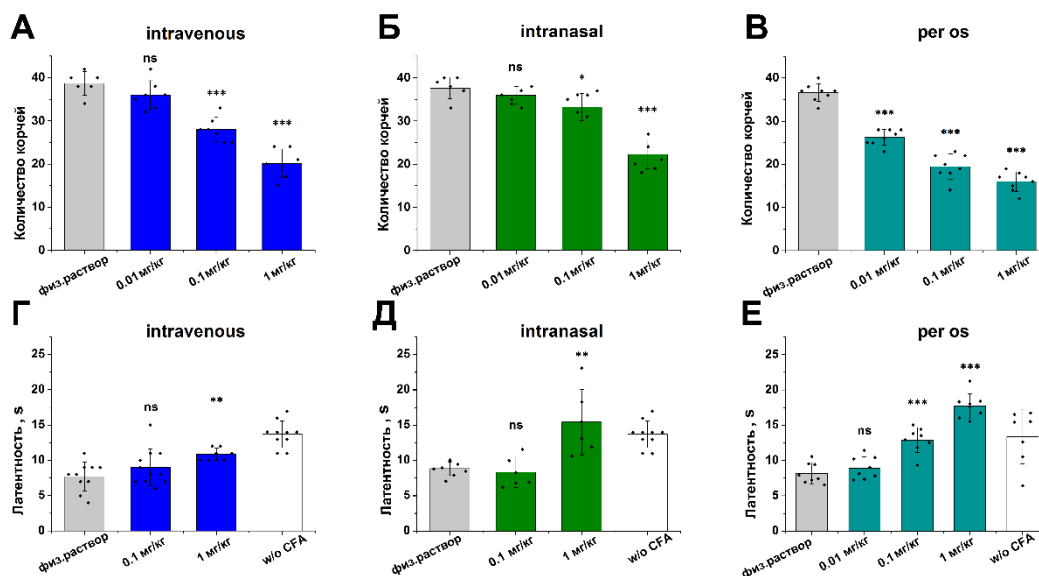 А
intravenous
Количество корчей
40
30
20
10
0
ns
***
***
физ.раствор
0.01 мг/кг
0.1 мг/кг
1 мг/кг
Б
intranasal
Количество корчей
40
30
20
10
0
ns
*
***
физ.раствор
0.01 мг/кг
0.1 мг/кг
1 мг/кг
В
per os
Количество корчей
40
30
20
10
0
***
***
***
физ.раствор
0.01 мг/кг
0.1 мг/кг
1 мг/кг
Г
intravenous
Латентность , s
25
20
15
10
5
0
ns
**
физ.раствор
0.1 мг/кг
1 мг/кг
w/o CFA
Д
intranasal
Латентность , s
25
20
15
10
5
0
**
физ.раствор
0.1 мг/кг
1 мг/кг
w/o CFA
ns
Е
per os
Латентность , s
25
20
15
10
5
0
ns
***
***
физ.раствор
0.01 мг/кг
0.1 мг/кг
1 мг/кг
w/o CFA